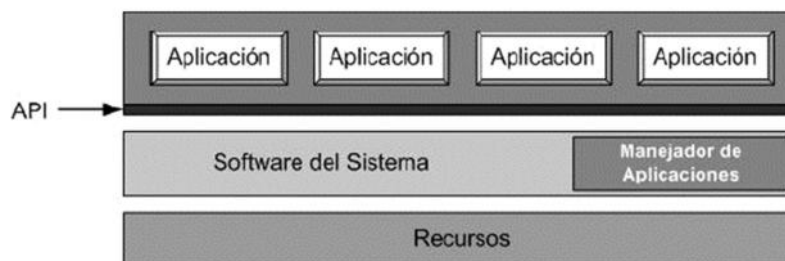 Aplicación Aplicación Aplicación Aplicación
API
Software del Sistema
Manejador de
Aplicaciones
Recursos